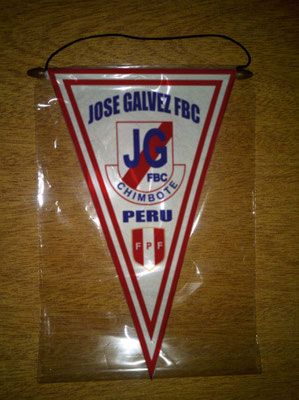 JOSE GALVEZ FBC
JG
FBC
CHIMBOTE
PERU
FPF